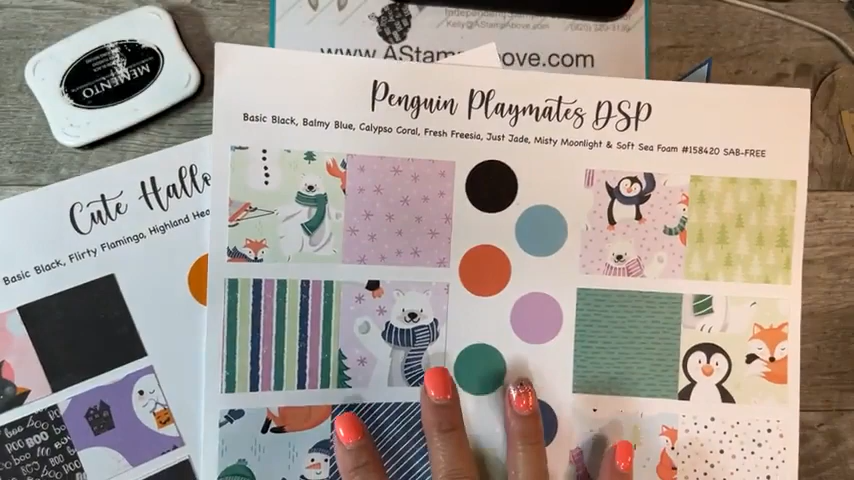 MEMENTO
www.AStampAbove.com
Penguin Playmates DSP
Basic Black, Balmy Blue, Calypso Coral, Fresh Freesia, Just Jade, Misty Moonlight & Soft Sea Foam #158420 SAB-FREE
Cute Hallo
Basic Black, Flirty Flamingo, Highland Hea
BOO
BOO